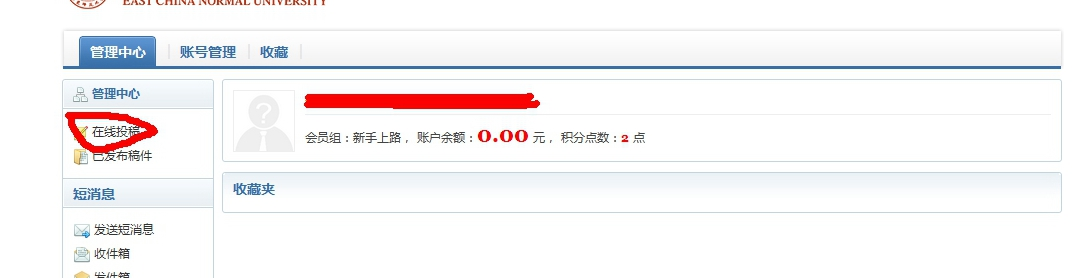 EAST CHINA NORMAL UNIVERSITY
管理中心
账号管理
收藏
管理中心
在线投稿
已发布稿件
短消息
发送短消息
收件箱
发件箱
会员组：新手上路， 账户余额：0.00 元， 积分点数：2 点
收藏夹